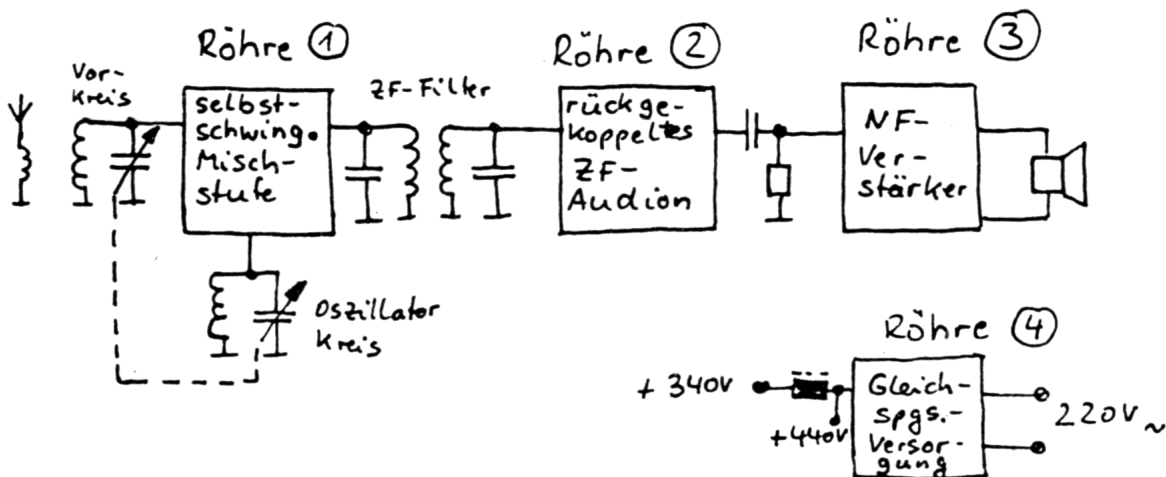 Röhre ①
Röhre ②
Röhre ③
Vor-
kreis
selbst-
schwing.
Misch-
stufe
ZF-Filter
rückge-
koppeltes
ZF-
Audion
NF-
Ver-
stärker
Oszillator
Kreis
Röhre ④
+ 340V
+440V
Gleich-
spgs.-
Versor-
gung
220V ~